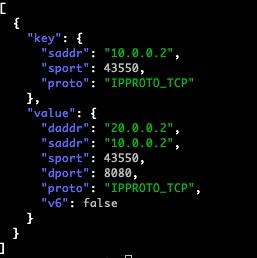 [
  {
    "key": {
      "saddr": "10.0.0.2",
      "sport": 43550,
      "proto": "IPPROTO_TCP"
    },
    "value": {
      "daddr": "20.0.0.2",
      "saddr": "10.0.0.2",
      "sport": 43550,
      "dport": 8080,
      "proto": "IPPROTO_TCP",
      "v6": false
    }
  }
]